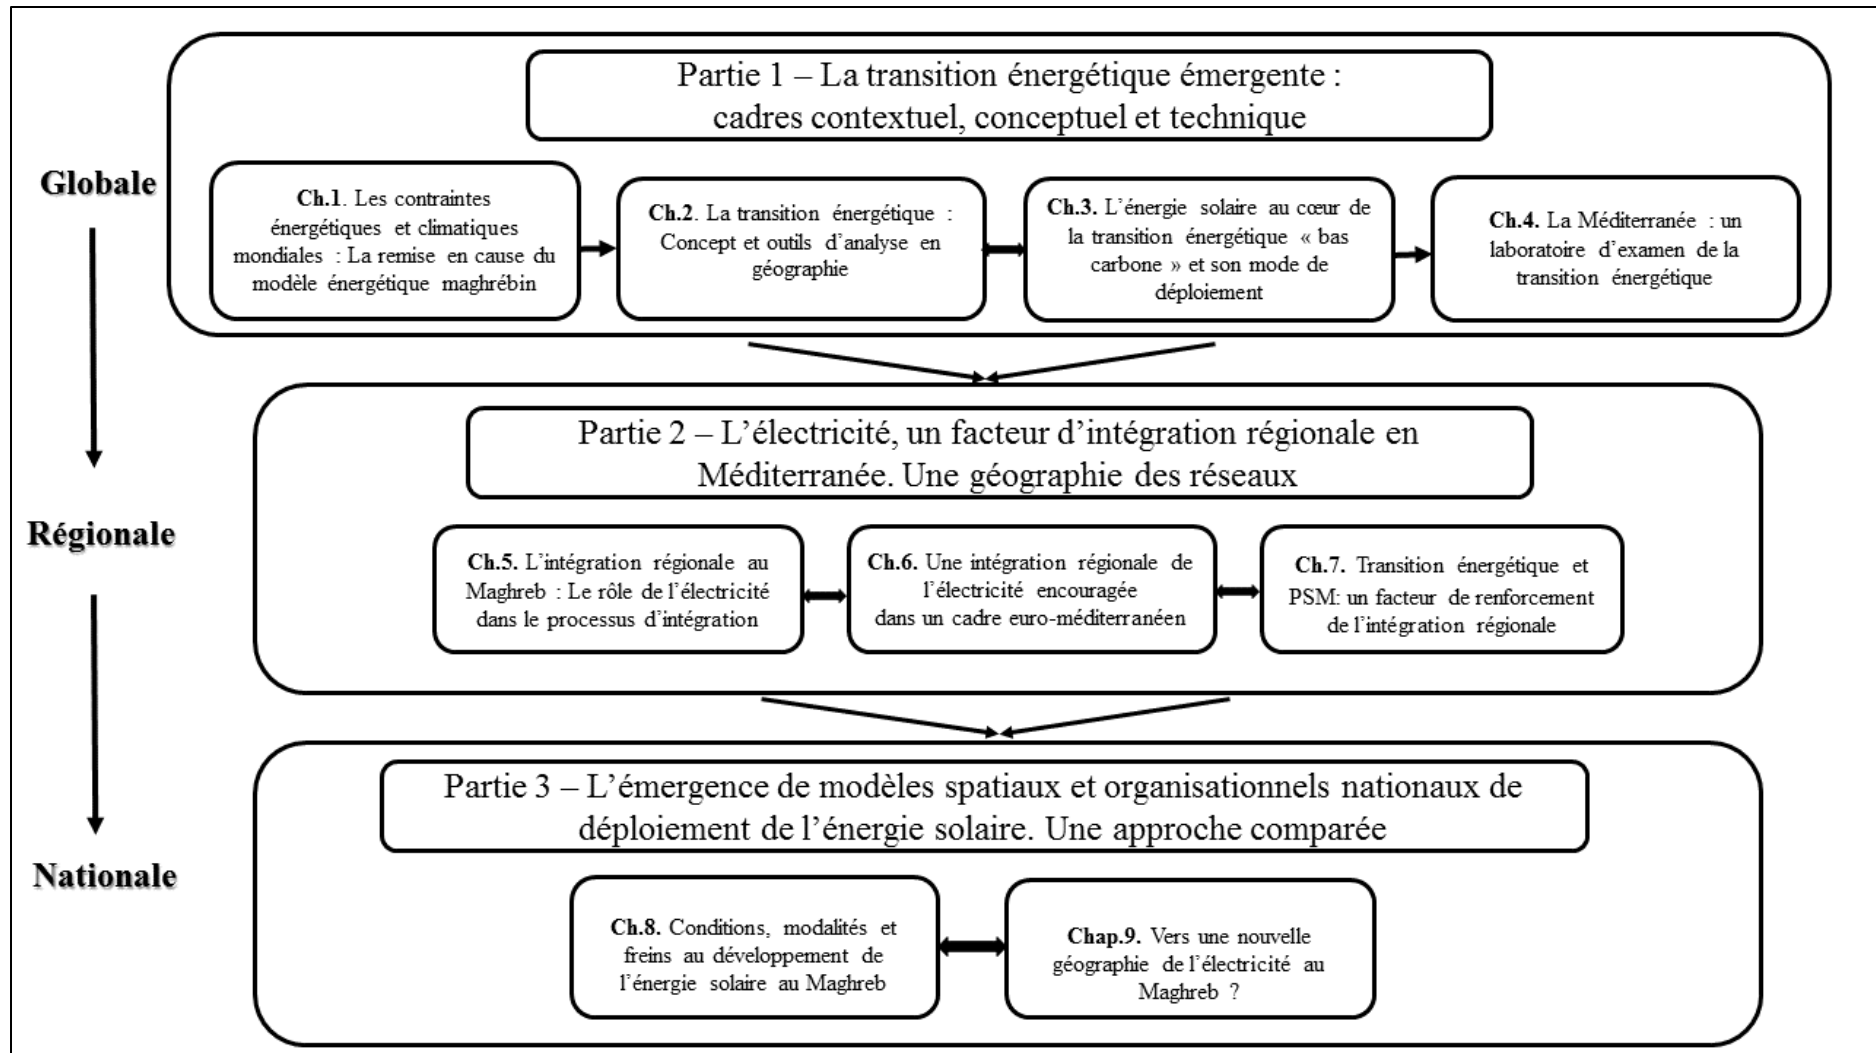 Partie 1 – La transition énergétique émergente :
cadres contextuel, conceptuel et technique
Globale
Ch.1. Les contraintes
énergétiques et climatiques
mondiales : La remise en cause du
modèle énergétique maghrébin
Ch.2. La transition énergétique :
Concept et outils d’analyse en
géographie
Ch.3. L’énergie solaire au cœur de
la transition énergétique « bas
carbone » et son mode de
déploiement
Ch.4. La Méditerranée : un
laboratoire d’examen de la
transition énergétique
Partie 2 – L’électricité, un facteur d’intégration régionale en
Méditerranée. Une géographie des réseaux
Régionale
Ch.5. L’intégration régionale au
Maghreb : Le rôle de l’électricité
dans le processus d’intégration
Ch.6. Une intégration régionale de
l’électricité encouragée
dans un cadre euro-méditerranéen
Ch.7. Transition énergétique et
PSM: un facteur de renforcement
de l’intégration régionale
Partie 3 – L’émergence de modèles spatiaux et organisationnels nationaux de
déploiement de l’énergie solaire. Une approche comparée
Nationale
Ch.8. Conditions, modalités et
freins au développement de
l’énergie solaire au Maghreb
Chap.9. Vers une nouvelle
géographie de l’électricité au
Maghreb ?